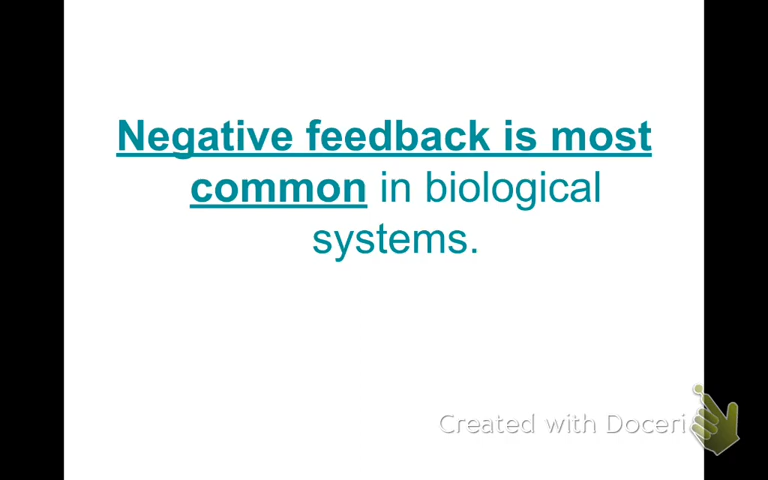 Negative feedback is most
common in biological
systems.
Created with Doceri